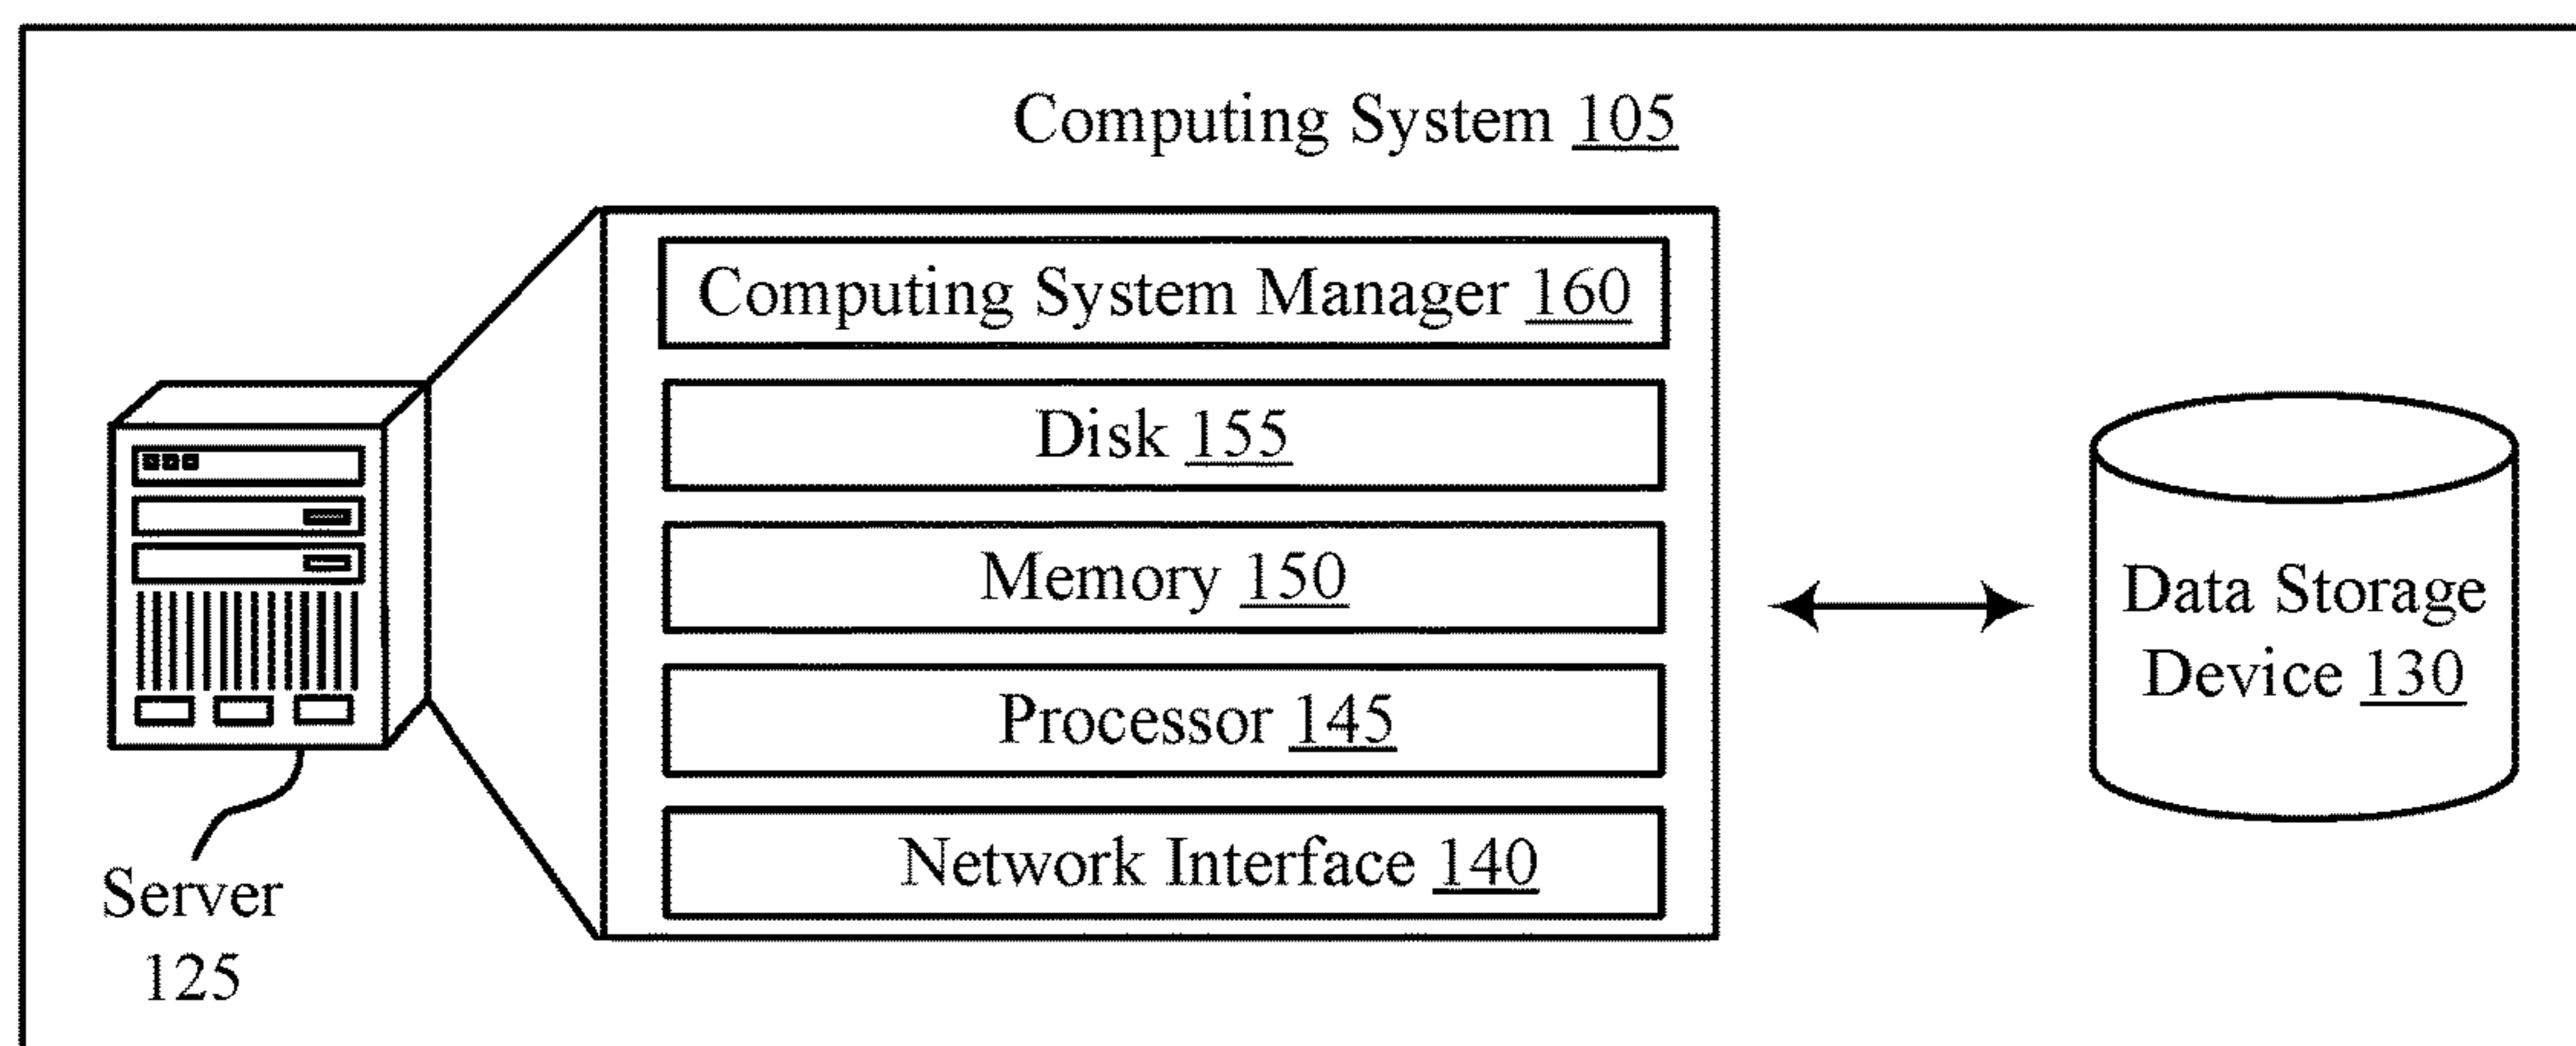 Computing System 105
Computing System Manager 160
Disk 155
Memory 150
Processor 145
Network Interface 140
Server
125
Data Storage
Device 130